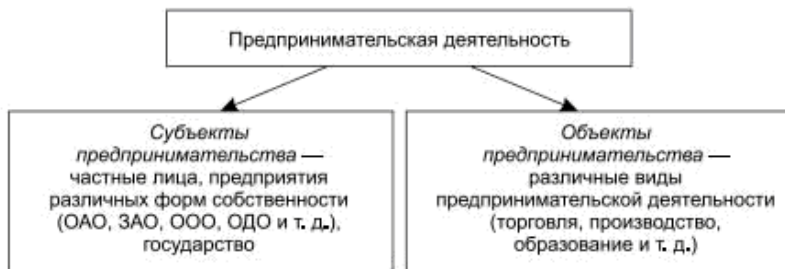 Предпринимательская деятельность
Субъекты
предпринимательства —
частные лица, предприятия
различных форм собственности
(ОАО, ЗАО, ООО, ОДО и т. д.),
государство
Объекты
предпринимательства —
различные виды
предпринимательской деятельности
(торговля, производство,
образование и т. д.)